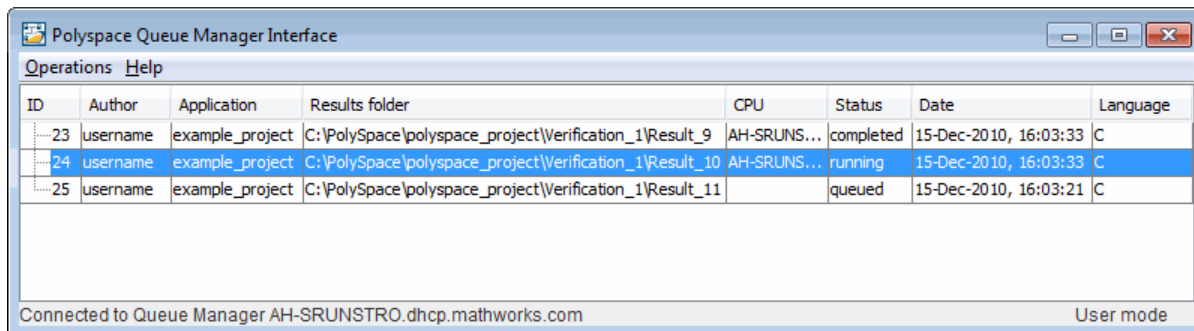 Polyspace Queue Manager Interface
Operations Help
ID Author Application Results folder CPU Status Date Language
23 username example_project C:\PolySpace\polyspace_project\Verification_1\Result_9 AH-SRUNS... completed 15-Dec-2010, 16:03:33 C
24 username example_project C:\PolySpace\polyspace_project\Verification_1\Result_10 AH-SRUNS... running 15-Dec-2010, 16:03:33 C
25 username example_project C:\PolySpace\polyspace_project\Verification_1\Result_11 queued 15-Dec-2010, 16:03:21 C
Connected to Queue Manager AH-SRUNSTRO.dhcp.mathworks.com User mode